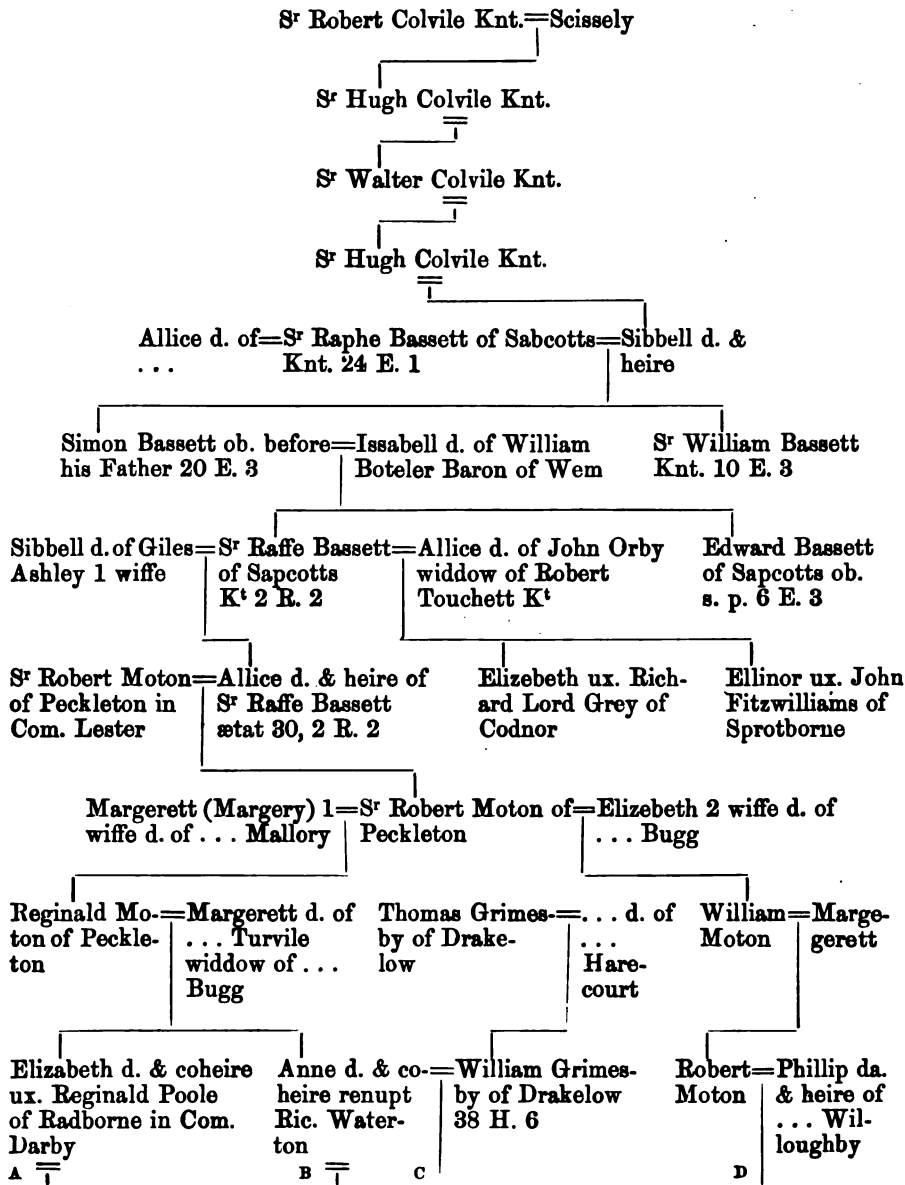 Sr Robert Colvile Knt.=Scissely
Sr Hugh Colvile Knt.
=
Sr Walter Colvile Knt.
=
Sr Hugh Colvile Knt.
=
Allice d. of=Sr Raphe Bassett of Sabcotts=Sibbell d. &
. . . Knt. 24 E. 1 heire
Simon Bassett ob. before=Issabell d. of William Sr William Bassett
his Father 20 E. 3 Boteler Baron of Wem Knt. 10 E. 3
Sibbell d. of Giles=Sr Raffe Bassett=Allice d. of John Orby Edward Bassett
Ashley 1 wiffe of Sapcotts widdow of Robert of Sapcotts ob.
Kt 2 R. 2 Touchett Kt s. p. 6 E. 3
Sr Robert Moton=Allice d. & heire of Elizebeth ux. Rich- Ellinor ux. John
of Peckleton in Sr Raffe Bassett ard Lord Grey of Fitzwilliams of
Com. Lester ætat 30, 2 R. 2 Codnor Sprotborne
Margerett (Margery) 1=Sr Robert Moton of=Elizebeth 2 wiffe d. of
wiffe d. of . . . Mallory Peckleton . . . Bugg
Reginald Mo-=Margerett d. of Thomas Grimes-=. . . d. of William=Marge-
ton of Peckle- . . . Turvile by of Drake- . . . Moton gerett
ton widdow of . . . low Hare-
Bugg court
Elizabeth d. & coheire Anne d. & co-=William Grimes- Robert=Phillip da.
ux. Reginald Poole heire renupt by of Drakelow Moton & heire of
of Radborne in Com. Ric. Water- 38 H. 6 . . . Wil-
Darby ton loughby
A = B = C D